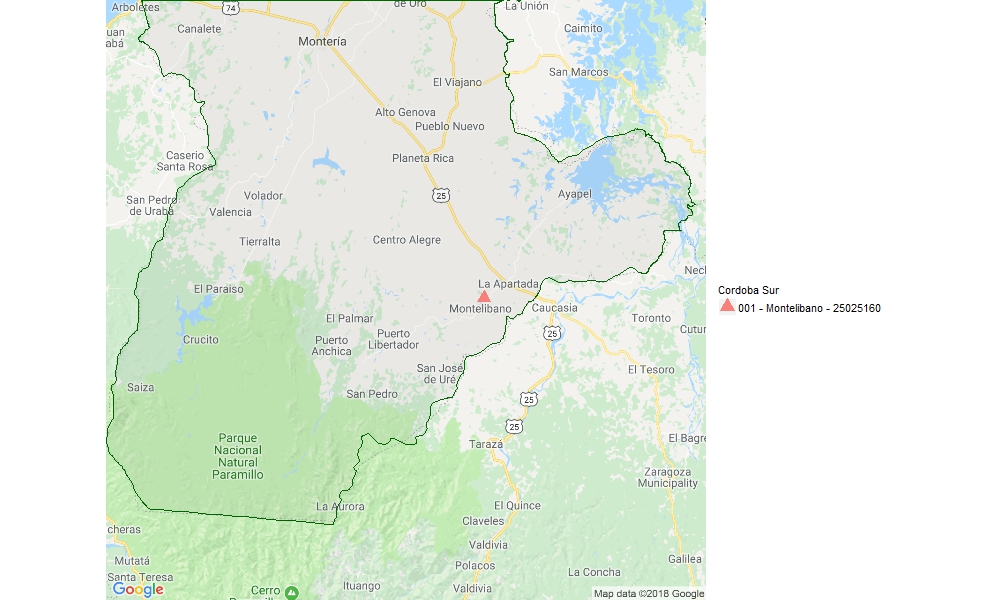 Arboletes
74
de Oro
La Unión
Canalete
Caimito
uan
abá
Montería
San Marcos
El Viajano
Alto Genova
Pueblo Nuevo
Caserio
Santa Rosa
Planeta Rica
25
Ayapel
San Pedro
de Urabá
Volador
Valencia
Tierralta
Centro Alegre
Nech
La Apartada
El Paraiso
Montelibano
Caucasia
Cordoba Sur
001 - Montelibano - 25025160
El Palmar
Toronto
Cutur
Puerto
Anchica
Puerto
Libertador
25
Crucito
San José
de Uré
El Tesoro
Saiza
San Pedro
25
25
Parque
Nacional
Natural
Paramillo
Tarazá
El Bagre
Zaragoza
Municipality
La Aurora
El Quince
Claveles
cheras
Valdivia
Mutatá
Polacos
Galilea
Santa Teresa
La Concha
Ituango
Valdivia
Cerro
Google
Map data ©2018 Google